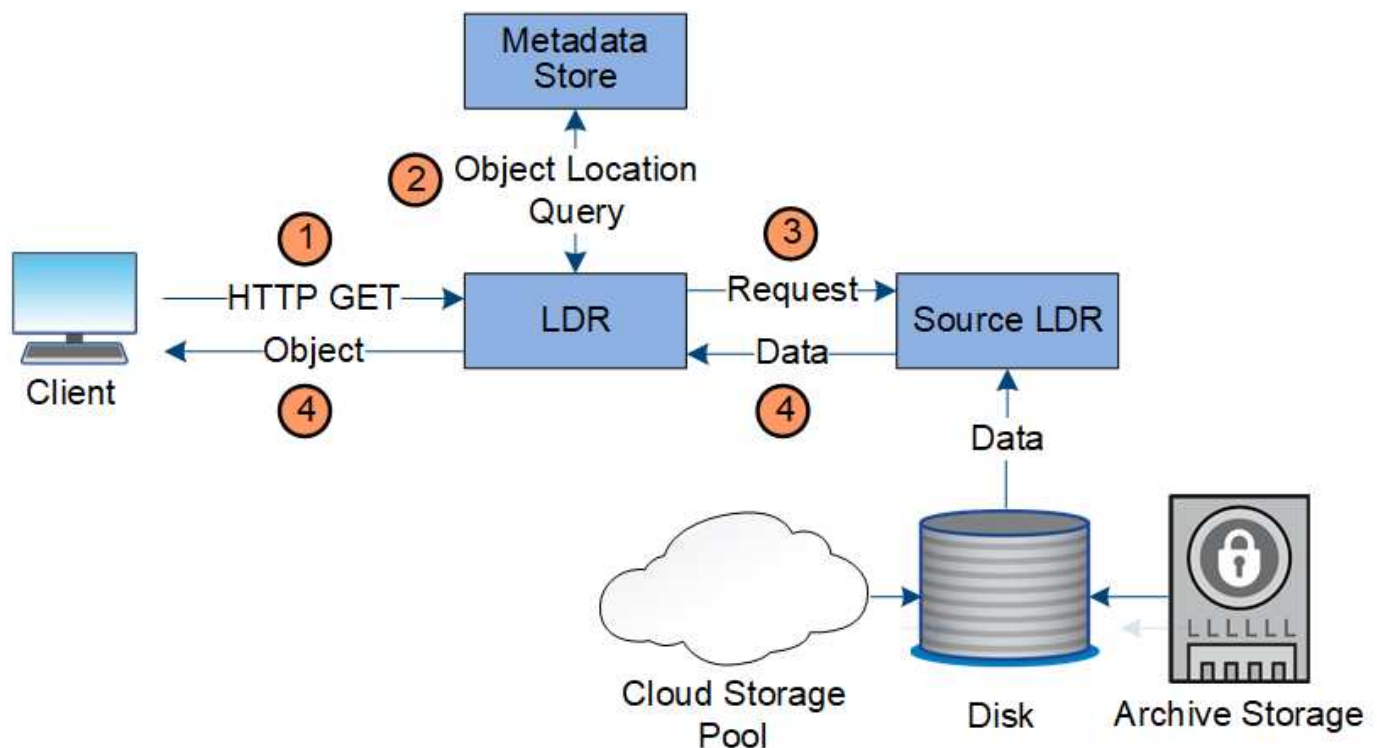 Metadata
Store
2
Object Location
Query
1
HTTP GET
3
Request
LDR
Source LDR
Object
Data
Client
4
4
Data
LLLLLL
Cloud Storage
Pool
Disk
Archive Storage